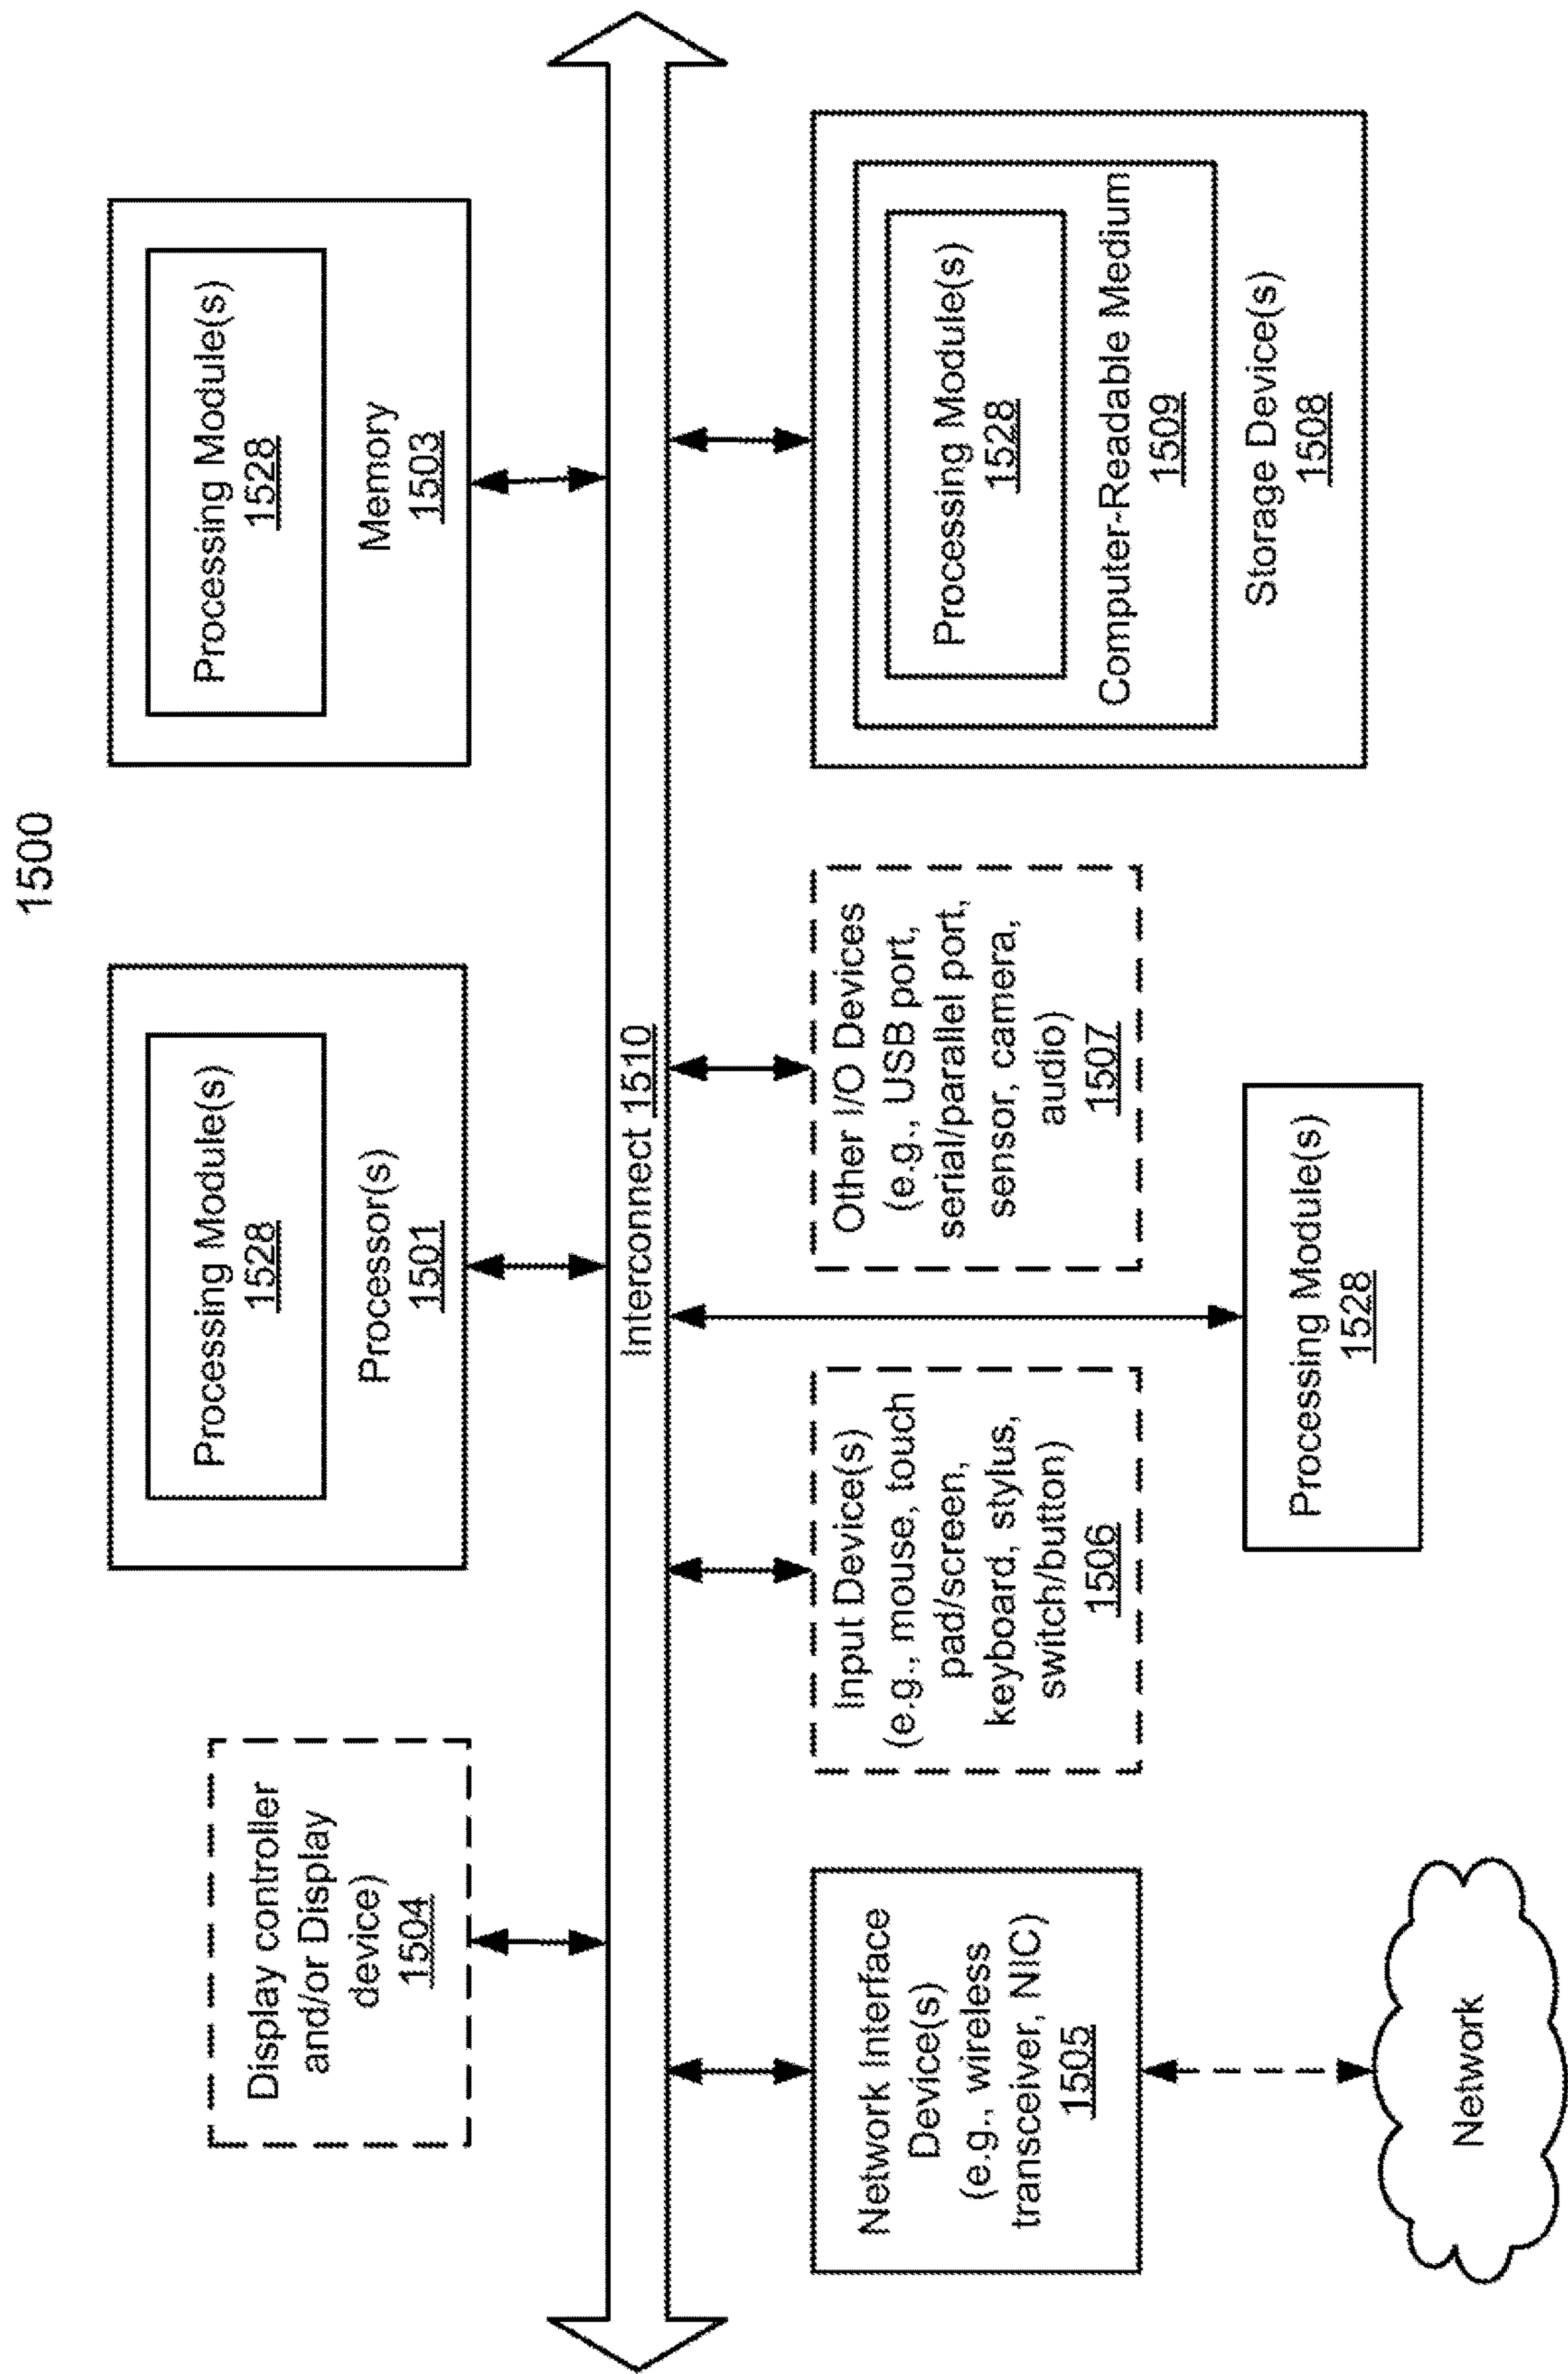 1500
Display controller
and/or Display
device)
1504
Processing Module(s)
1528
Processor(s)
1501
Processing Module(s)
1528
Memory
1503
Interconnect 1510
Network Interface
Device(s)
(e.g., wireless
transceiver, NIC)
1505
Input Device(s)
(e.g., mouse, touch
pad/screen,
keyboard, stylus,
switch/button)
1506
Other I/O Devices
(e.g., USB port,
serial/parallel port,
sensor, camera,
audio)
1507
Processing Module(s)
1528
Computer-Readable Medium
1509
Storage Device(s)
1508
Processing Module(s)
1528
Network